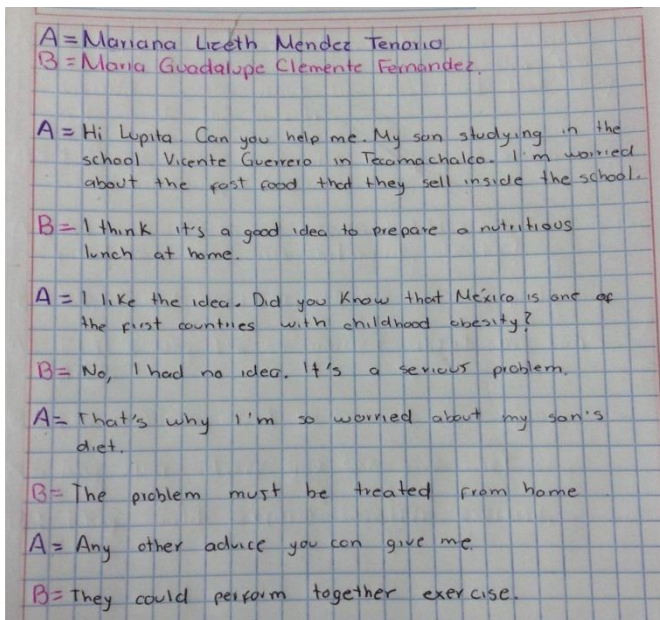 A = Mariana Lizeth Mendez Tenorio
B = Maria Guadalupe Clemente Fernandez.
A = Hi Lupita Can you help me. My son studying in the
school Vicente Guerrero in Tecamachalco. I'm worried
about the fast food that they sell inside the school.
B = I think it's a good idea to prepare a nutritious
lunch at home.
A = I like the idea. Did you know that México is one of
the first countries with childhood obesity?
B = No, I had no idea. It's a serious problem.
A = That's why I'm so worried about my son's
diet.
B = The problem must be treated from home
A = Any other advice you can give me.
B = They could perform together exercise.